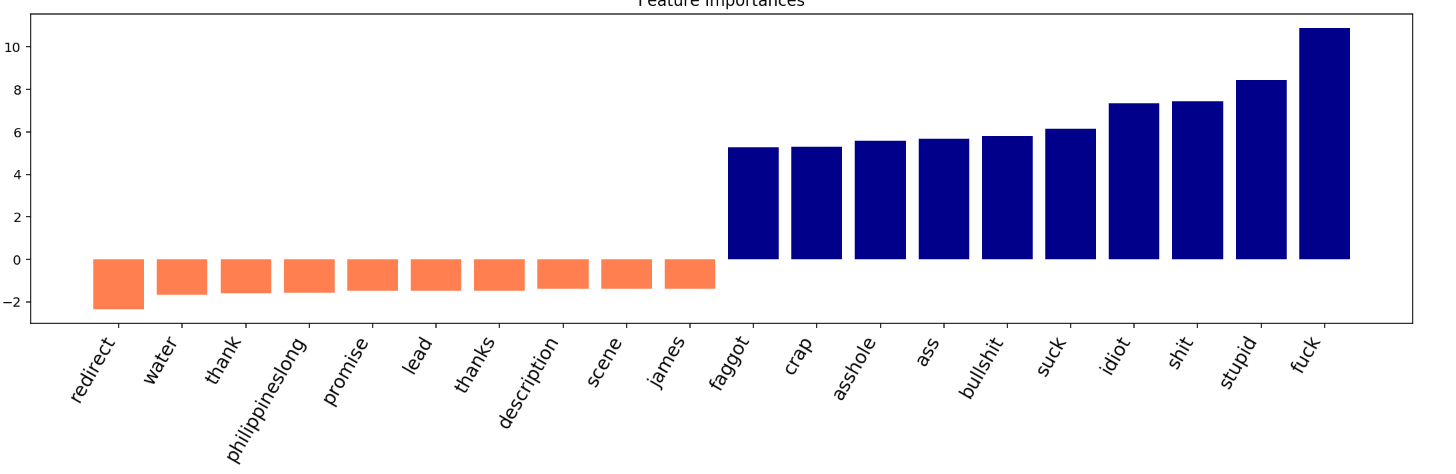 Feature Importances
10
8
6
4
2
0
−2
redirect
water
thank
philippineslong
promise
lead
thanks
description
scene
james
faggot
crap
asshole
ass
bullshit
suck
idiot
shit
stupid
fuck